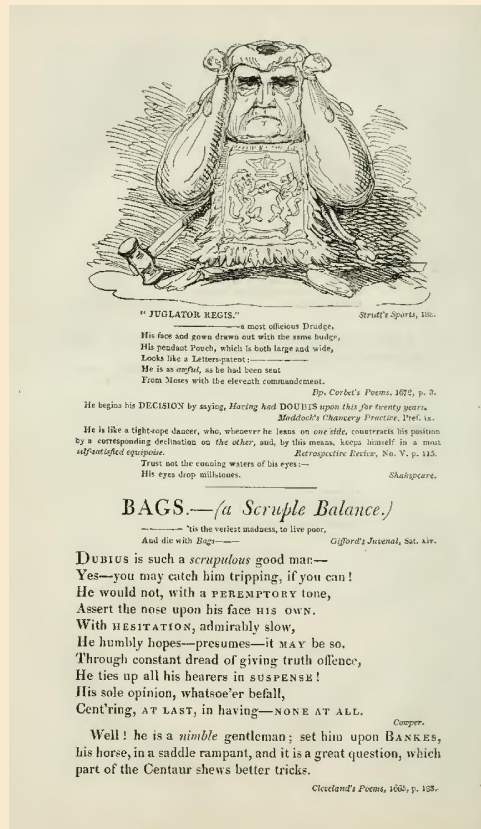 " JUGLATOR REGIS." Strutt's Sports, 188.
————a most officious Drudge,
His face and gown drawn out with the same budge,
His pendant Pouch, which is both large and wide,
Looks like a Letters-patent:————
He is as awful, as he had been sent
From Moses with the eleventh commandment.
Bp. Corbet's Poems. 1672, p. 3.
He begins his DECISION by saying, Having had DOUBTS upon this for twenty years.
Maddock's Chancery Practice, Pref. ix.
He is like a tight-rope dancer, who, whenever he leans on one side, counteracts his position
by a corresponding declination on the other, and, by this means, keeps himself in a most
self-satisfied equipoise. Retrospective Review, No. V. p. 115.
Trust not the cunning waters of his eyes:—
His eyes drop millstones. Shakspeare.
BAGS.—(a Scruple Balance.)
———— 'tis the veriest madness, to live poor,
And die with Bags—— Gifford's Juvenal, Sat. xiv.
DUBIUS is such a scrupulous good man—
Yes—you may catch him tripping, if you can!
He would not, with a PEREMPTORY tone,
Assert the nose upon his face HIS OWN.
With HESITATION, admirably slow,
He humbly hopes—presumes—it MAY be so.
Through constant dread of giving truth offence,
He ties up all his hearers in SUSPENSE!
His sole opinion, whatsoe'er befall,
Cent'ring, AT LAST, in having—NONE AT ALL.
Cowper.
Well! he is a nimble gentleman; set him upon BANKES,
his horse, in a saddle rampant, and it is a great question, which
part of the Centaur shews better tricks.
Cleveland's Poems, 1665, p. 183.